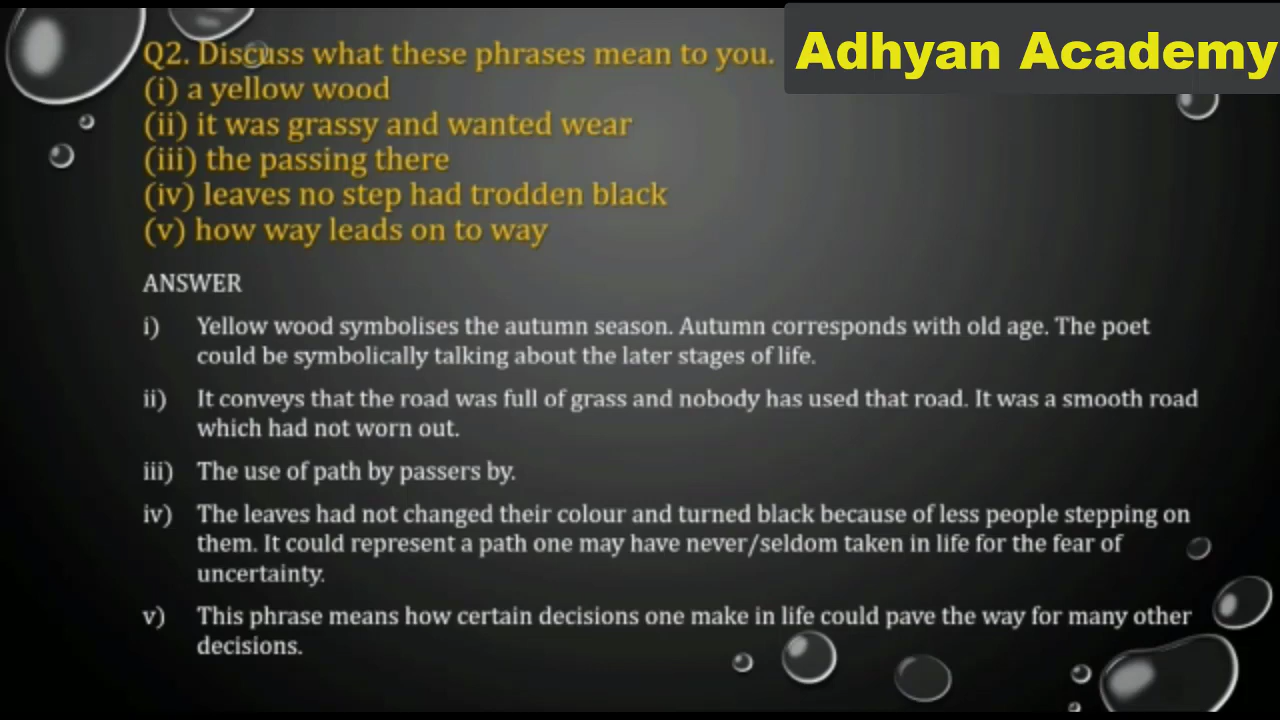 Adhyan Academy
Q2. Discuss what these phrases mean to you.
(i) a yellow wood
(ii) it was grassy and wanted wear
(iii) the passing there
(iv) leaves no step had trodden black
(v) how way leads on to way
ANSWER
i) Yellow wood symbolises the autumn season. Autumn corresponds with old age. The poet
could be symbolically talking about the later stages of life.
ii) It conveys that the road was full of grass and nobody has used that road. It was a smooth road
which had not worn out.
iii) The use of path by passers by.
iv) The leaves had not changed their colour and turned black because of less people stepping on
them. It could represent a path one may have never/seldom taken in life for the fear of
uncertainty.
v) This phrase means how certain decisions one make in life could pave the way for many other
decisions.